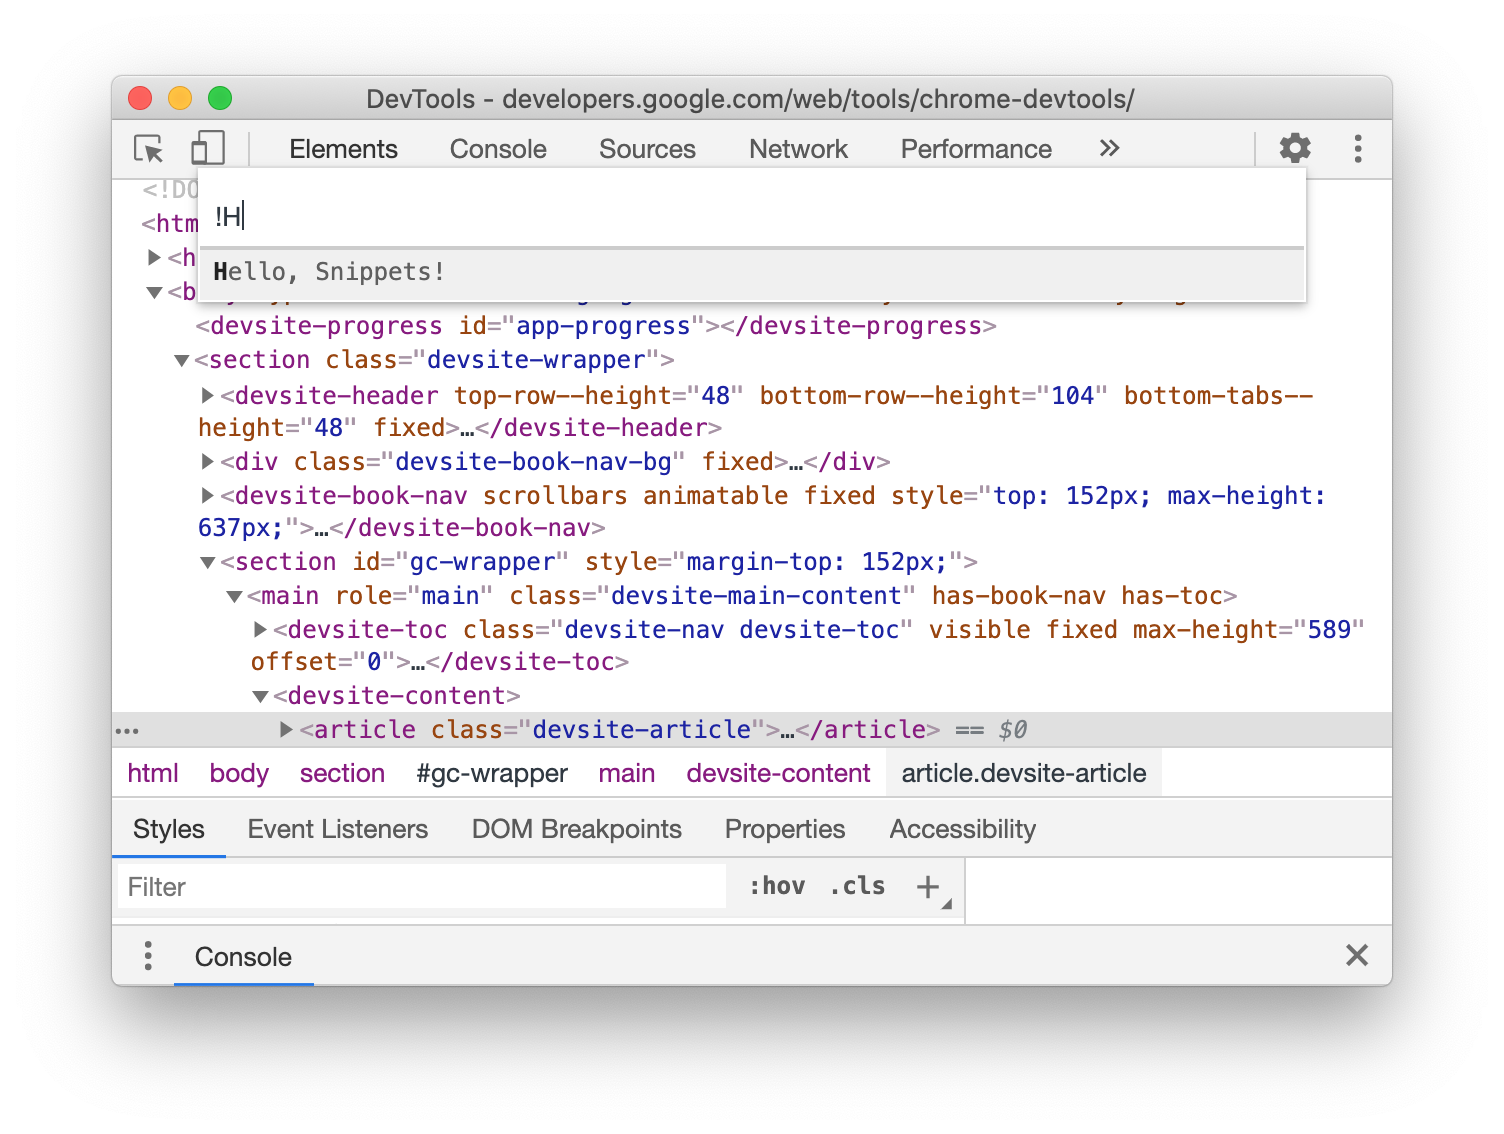 DevTools - developers.google.com/web/tools/chrome-devtools/
Elements Console Sources Network Performance »
<!DO
<htm
!H
<h
Hello, Snippets!
<b
<devsite-progress id="app-progress"></devsite-progress>
<section class="devsite-wrapper">
<devsite-header top-row--height="48" bottom-row--height="104" bottom-tabs--
height="48" fixed>…</devsite-header>
<div class="devsite-book-nav-bg" fixed>…</div>
<devsite-book-nav scrollbars animatable fixed style="top: 152px; max-height:
637px;">…</devsite-book-nav>
<section id="gc-wrapper" style="margin-top: 152px;">
<main role="main" class="devsite-main-content" has-book-nav has-toc>
<devsite-toc class="devsite-nav devsite-toc" visible fixed max-height="589"
offset="0">…</devsite-toc>
<devsite-content>
… <article class="devsite-article">…</article> == $0
html body section #gc-wrapper main devsite-content article.devsite-article
Styles Event Listeners DOM Breakpoints Properties Accessibility
Filter :hov .cls +
Console